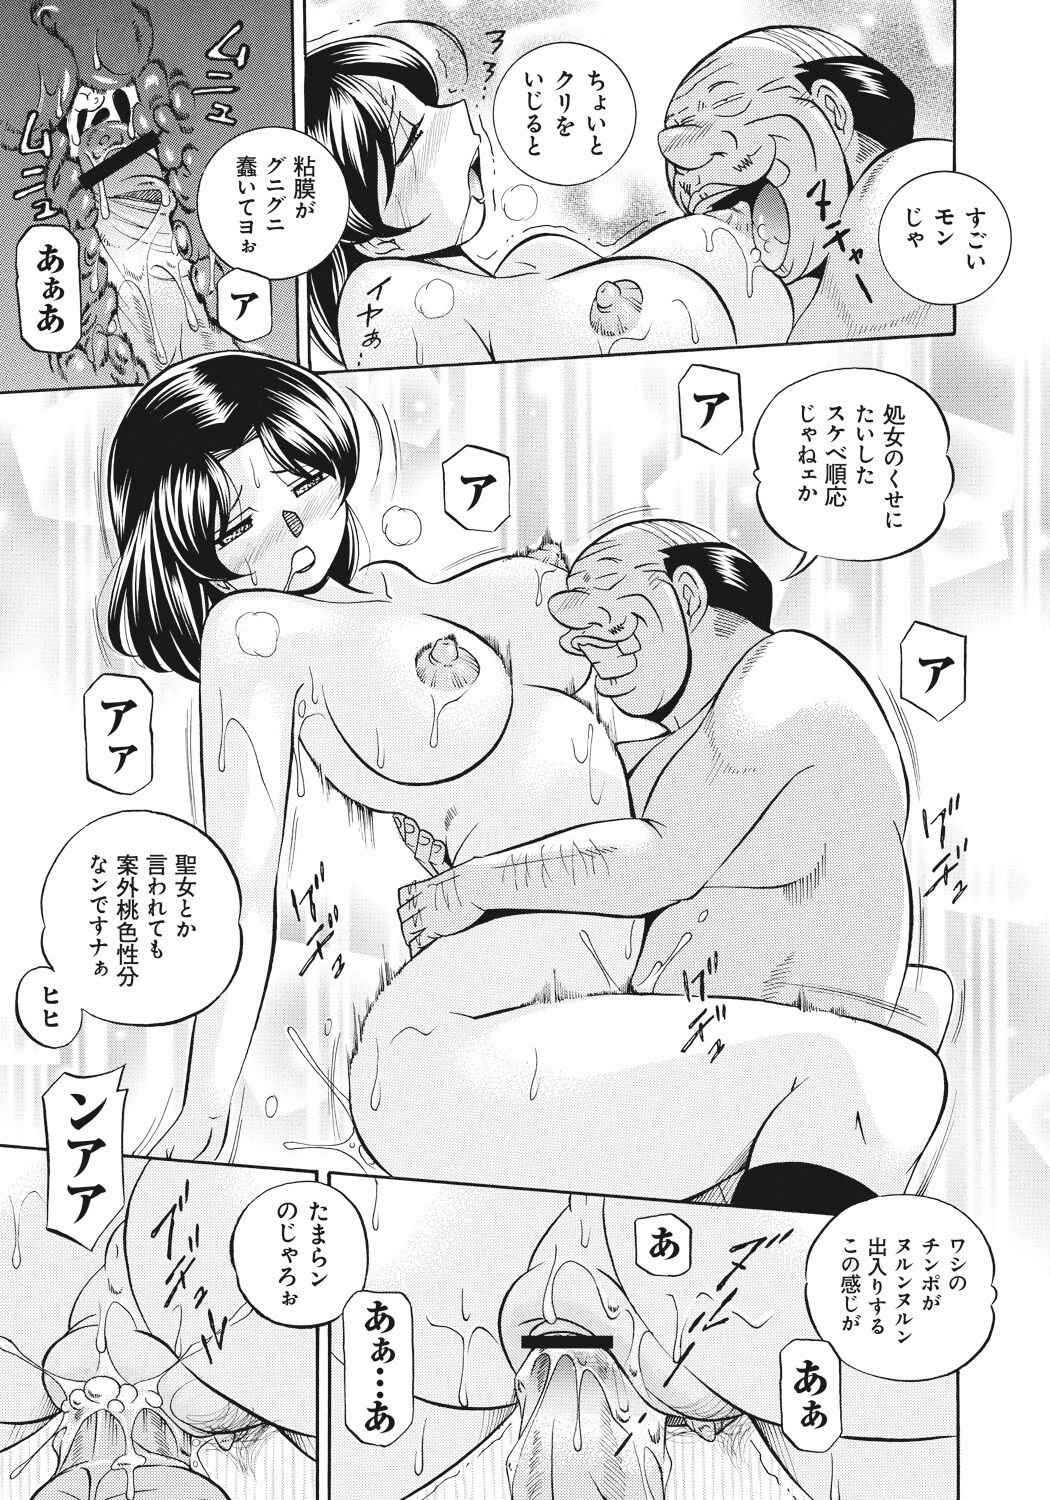 すごい
モン
じゃ
ちょいと
クリを
いじると
チャ
イヤぁ…
粘膜が
グニグニ
蠢いてヨぉ
ムニュ
ムニュ
ア
あぁあ
処女のくせに
たいした
スケベ順応
じゃねェか
ア
ア
ア
アァ
聖女とか
言われても
案外桃色性分
なンですナぁ
ヒヒ
ンアア
ワシの
チンポが
ヌルンヌルン
出入りする
この感じが
あ
あぁ
たまらン
のじゃろぉ
あぁ…あ